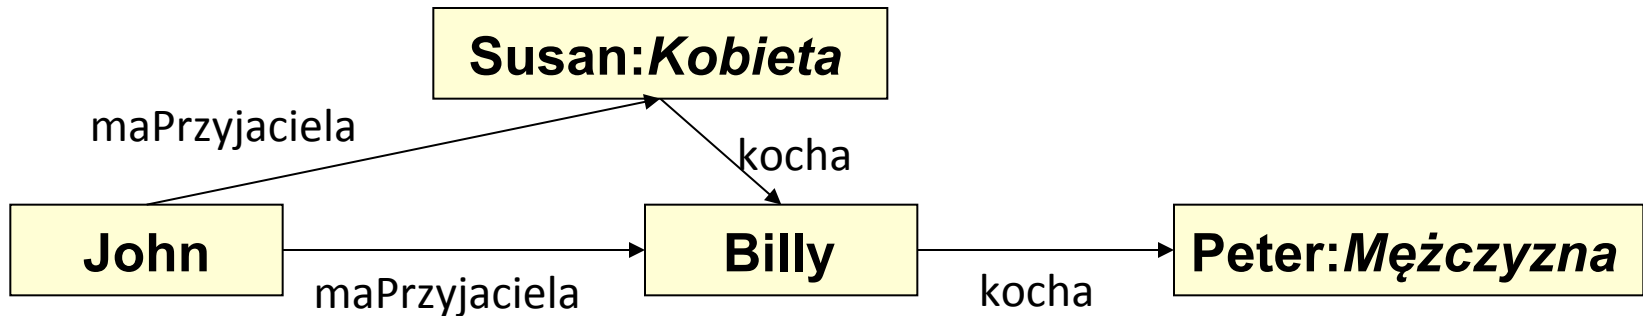 Susan:Kobieta
maPrzyjaciela
kocha
John
Billy
Peter:Mężczyzna
maPrzyjaciela
kocha